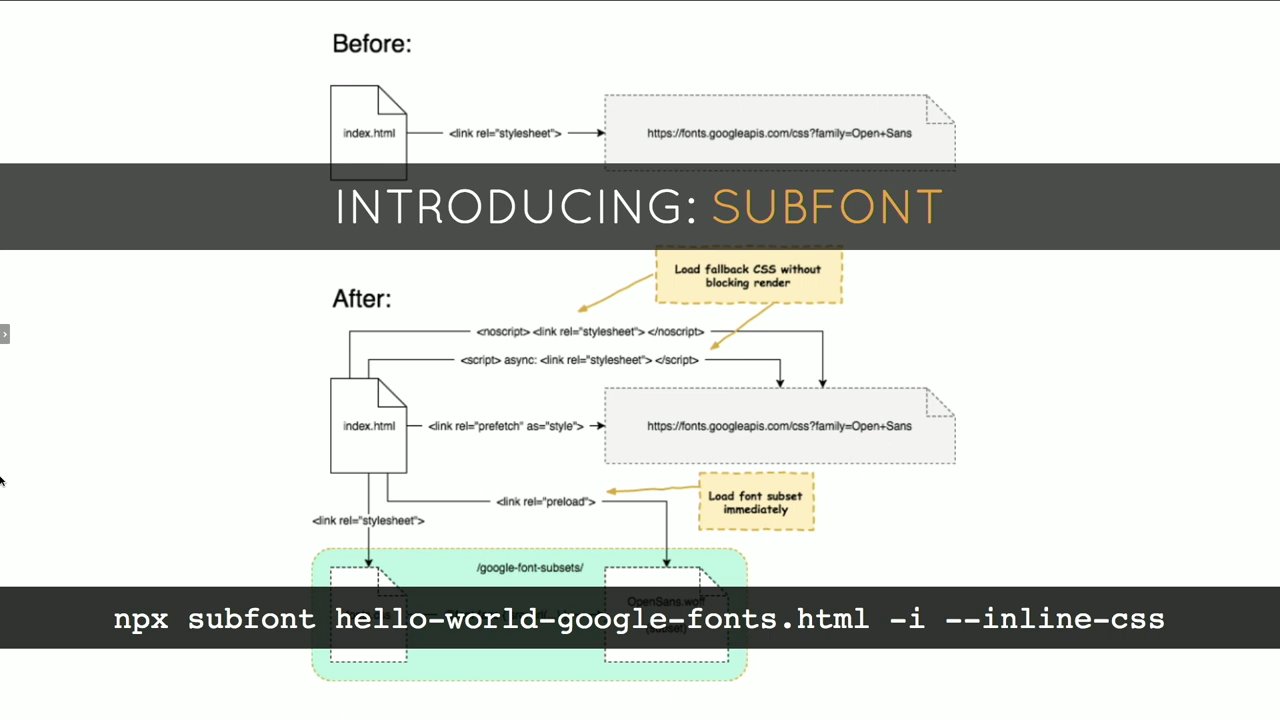 Before:
index.html
<link rel="stylesheet">
https://fonts.googleapis.com/css?family=Open+Sans
INTRODUCING: SUBFONT
Load fallback CSS without
blocking render
After:
<noscript> <link rel="stylesheet"> </noscript>
<script> async: <link rel="stylesheet"> </script>
index.html
<link rel="prefetch" as="style">
https://fonts.googleapis.com/css?family=Open+Sans
Load font subset
immediately
<link rel="preload">
<link rel="stylesheet">
/google-font-subsets/
OpenSans.woff
npx subfont hello-world-google-fonts.html -i --inline-css
(subset)